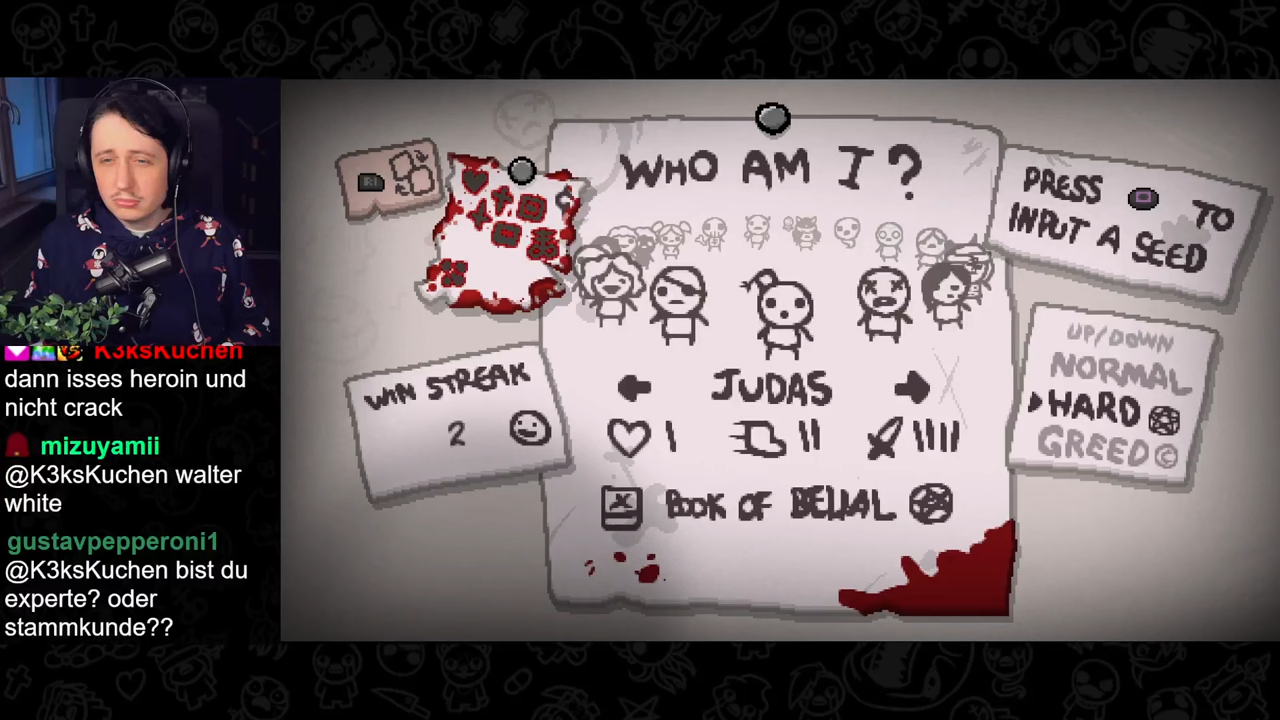 WHO AM I?
PRESS TO
INPUT A SEED
WIN STREAK
2
UP/DOWN
NORMAL
HARD
GREED
JUDAS
BOOK OF BELIAL
K3ksKuchen
dann isses heroin und
nicht crack
mizuyamii
@K3ksKuchen walter
white
gustavpepperoni1
@K3ksKuchen bist du
experte? oder
stammkunde??